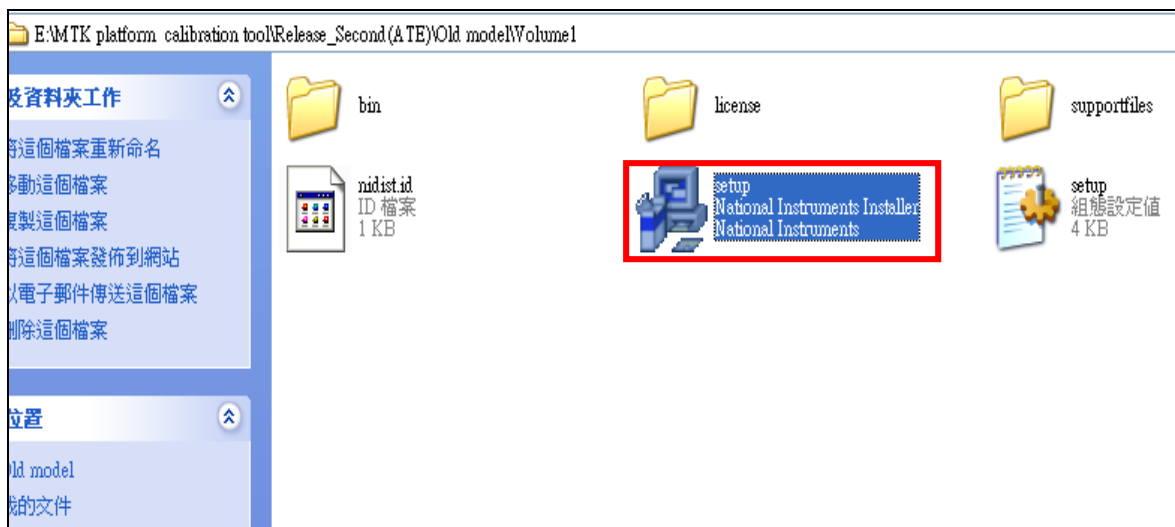 E:\MTK platform calibration tool\Release_Second(ATE)\Old model\Volume1
及資料夾工作
將這個檔案重新命名
移動這個檔案
複製這個檔案
將這個檔案發佈到網站
以電子郵件傳送這個檔案
刪除這個檔案
位置
Old model
我的文件
bin
license
supportfiles
nidist.id
ID 檔案
1 KB
setup
National Instruments Installer
National Instruments
setup
組態設定值
4 KB